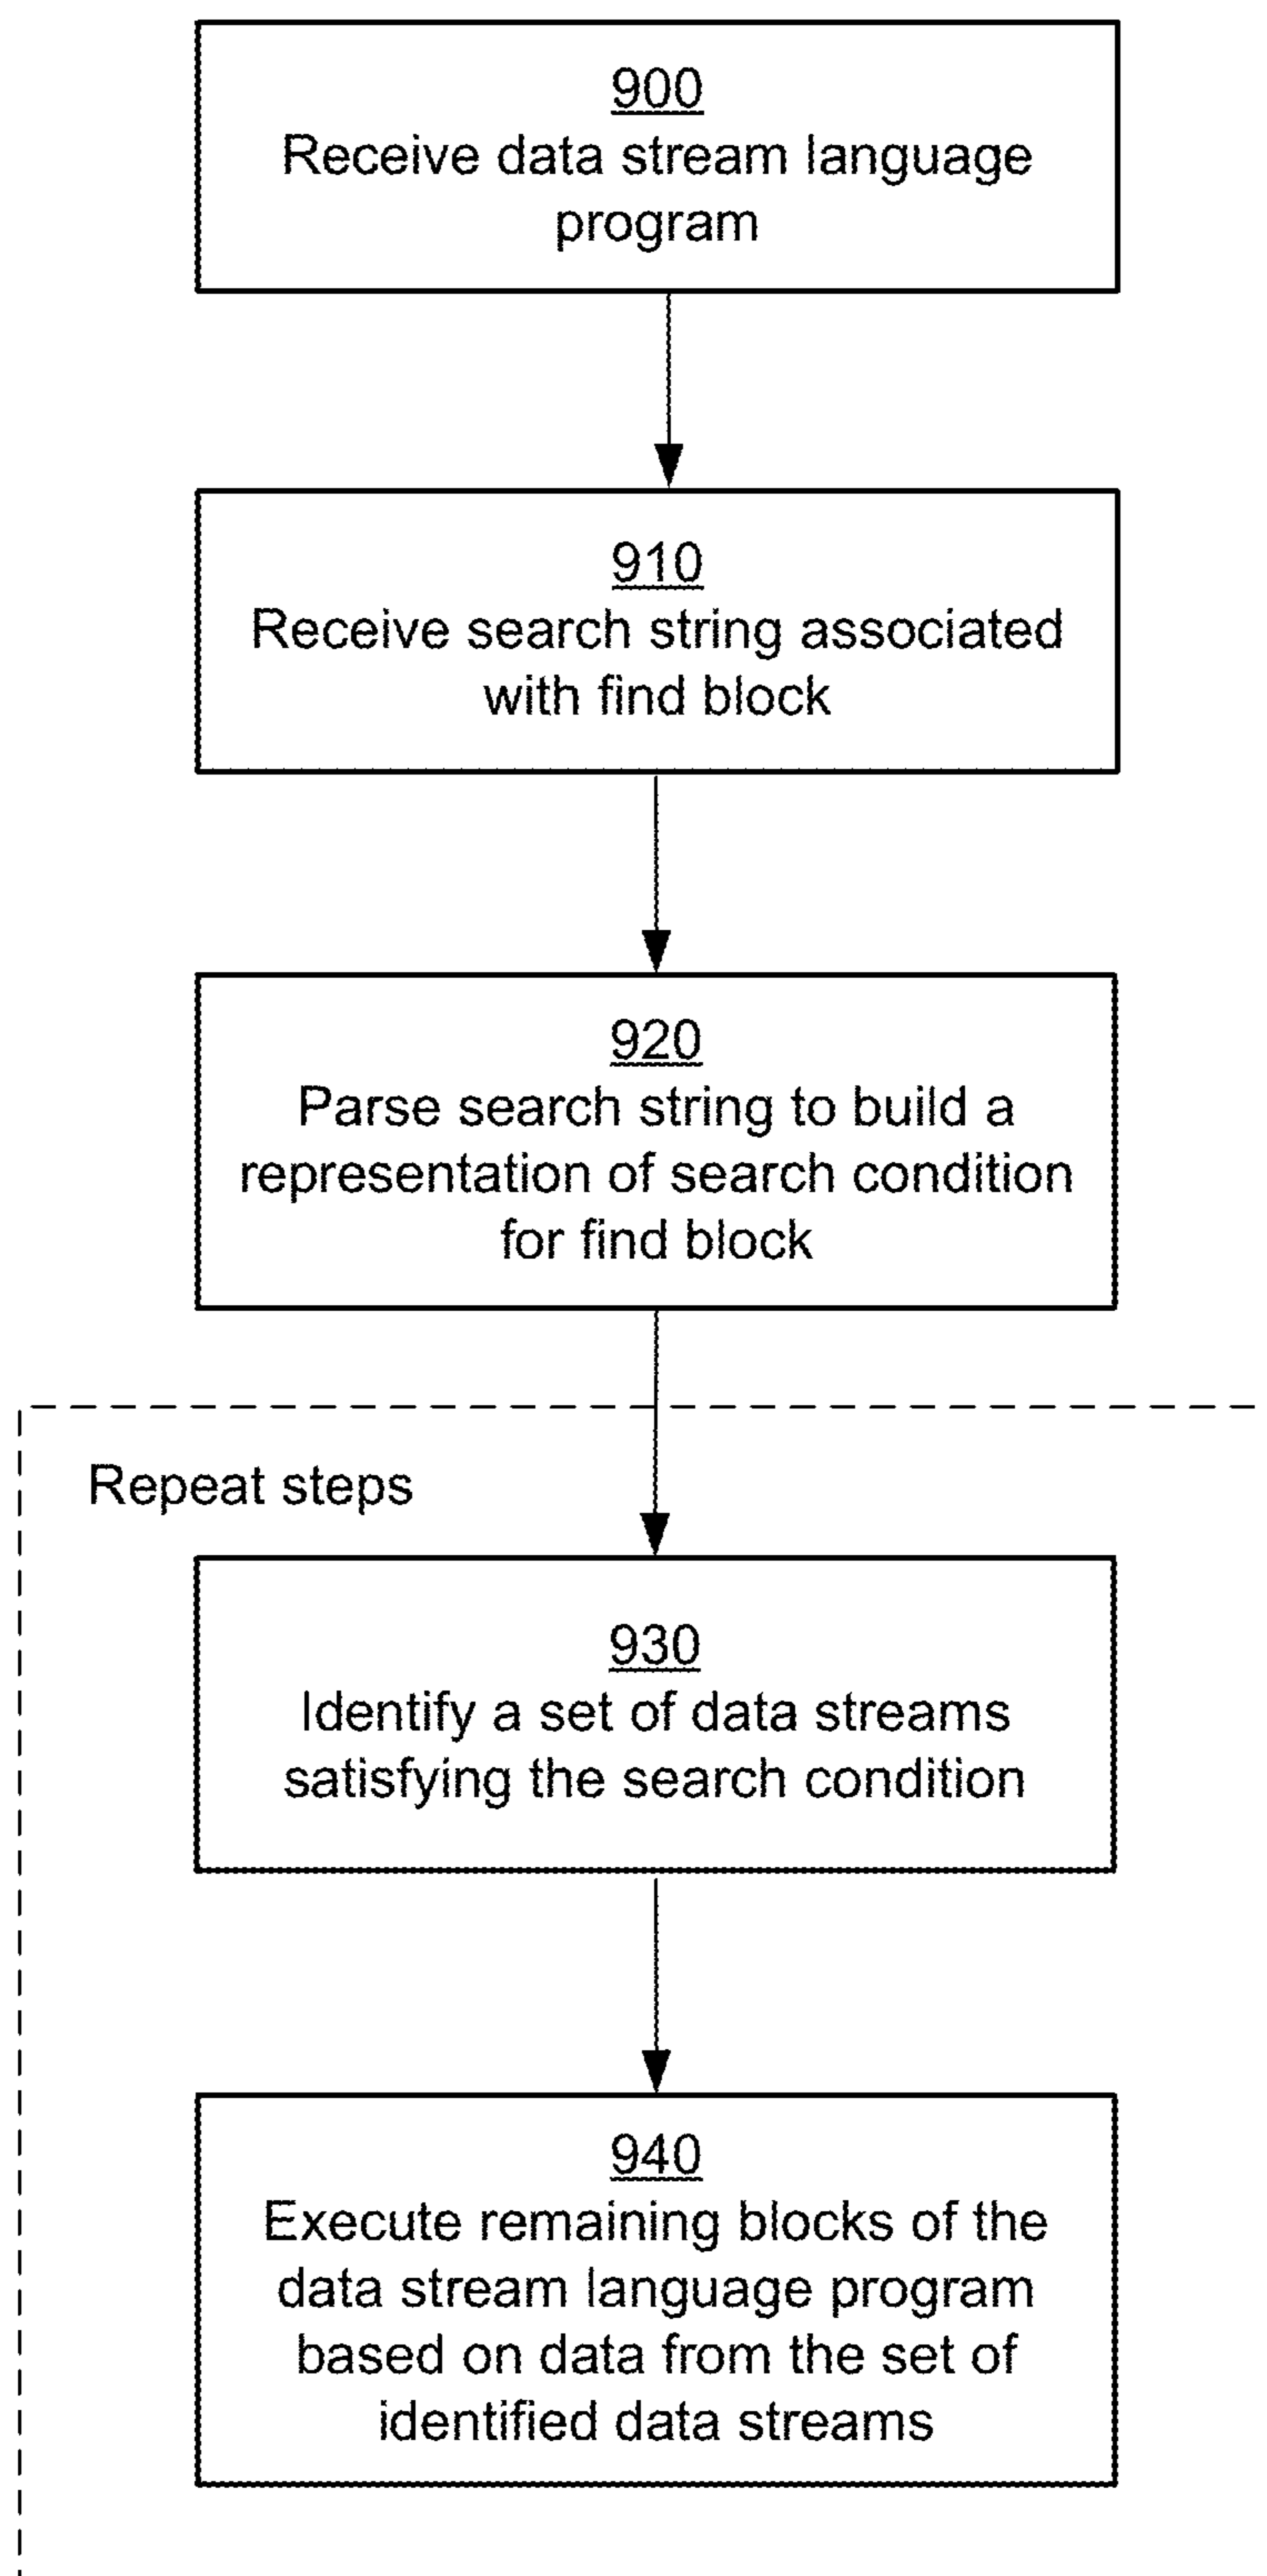 900
Receive data stream language
program
910
Receive search string associated
with find block
920
Parse search string to build a
representation of search condition
for find block
Repeat steps
930
Identify a set of data streams
satisfying the search condition
940
Execute remaining blocks of the
data stream language program
based on data from the set of
identified data streams